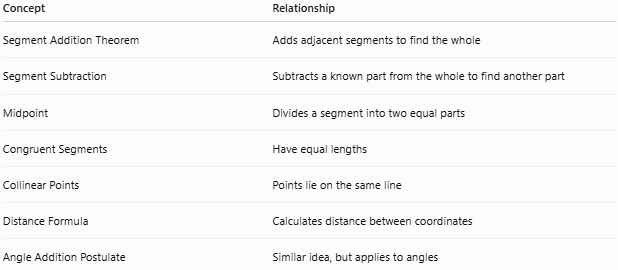 Concept Relationship
Segment Addition Theorem Adds adjacent segments to find the whole
Segment Subtraction Subtracts a known part from the whole to find another part
Midpoint Divides a segment into two equal parts
Congruent Segments Have equal lengths
Collinear Points Points lie on the same line
Distance Formula Calculates distance between coordinates
Angle Addition Postulate Similar idea, but applies to angles